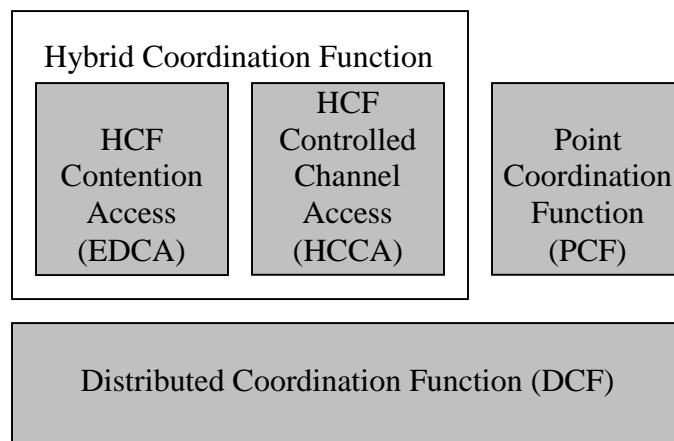 Hybrid Coordination Function
HCF
Contention
Access
(EDCA)
HCF
Controlled
Channel
Access
(HCCA)
Point
Coordination
Function
(PCF)
Distributed Coordination Function (DCF)